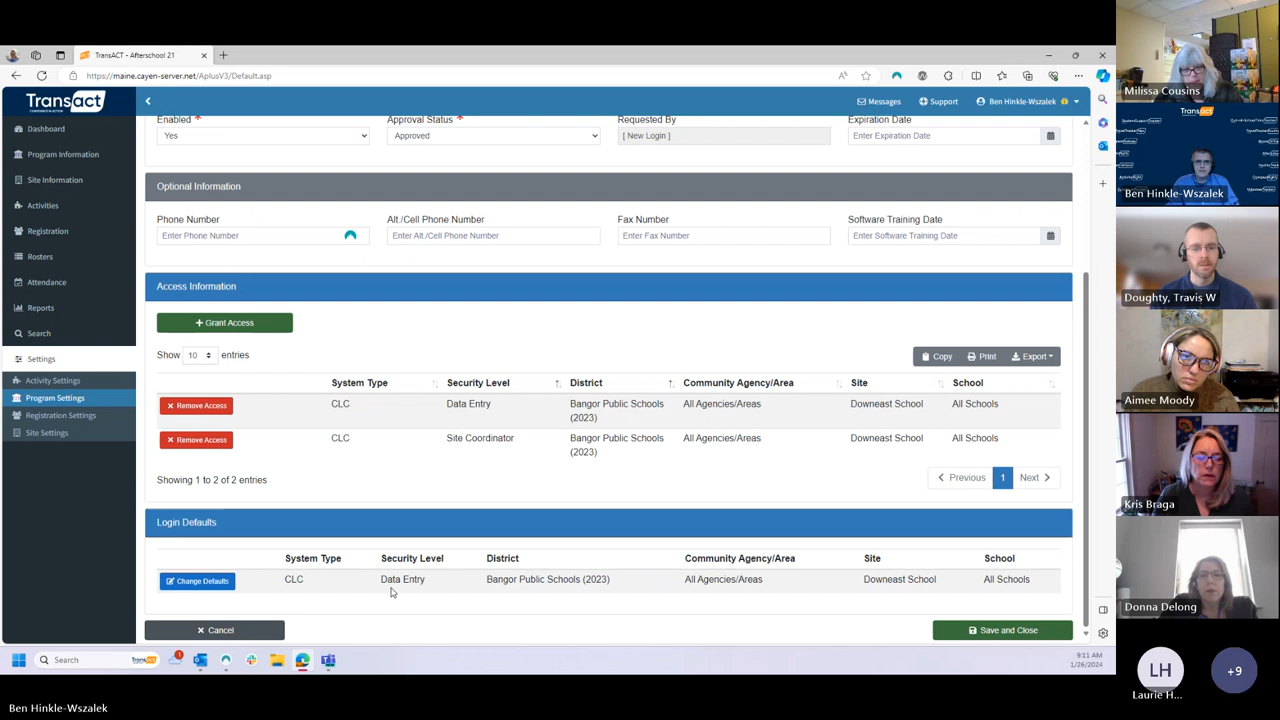 TransACT - Afterschool 21
https://maine.cayen-server.net/AplusV3/Default.asp
Transact
Messages
Support
Ben Hinkle-Wszalek
Dashboard
Program Information
Site Information
Activities
Registration
Rosters
Attendance
Reports
Search
Settings
Activity Settings
Program Settings
Registration Settings
Site Settings
Enabled *
Approval Status *
Requested By
Expiration Date
Yes
Approved
[ New Login ]
Enter Expiration Date
Optional Information
Phone Number
Alt./Cell Phone Number
Fax Number
Software Training Date
Enter Phone Number
Enter Alt./Cell Phone Number
Enter Fax Number
Enter Software Training Date
Access Information
+ Grant Access
Show 10 entries
Copy
Print
Export
System Type
Security Level
District
Community Agency/Area
Site
School
Remove Access
CLC
Data Entry
Bangor Public Schools
(2023)
All Agencies/Areas
Downeast School
All Schools
Remove Access
CLC
Site Coordinator
Bangor Public Schools
(2023)
All Agencies/Areas
Downeast School
All Schools
Showing 1 to 2 of 2 entries
Previous
1
Next
Login Defaults
System Type
Security Level
District
Community Agency/Area
Site
School
Change Defaults
CLC
Data Entry
Bangor Public Schools (2023)
All Agencies/Areas
Downeast School
All Schools
Cancel
Save and Close
Search
Transact
9:11 AM
1/26/2024
Ben Hinkle-Wszalek
Milissa Cousins
Transact
Ben Hinkle-Wszalek
Doughty, Travis W
Aimee Moody
Kris Braga
Donna Delong
LH
Laurie H...
+9